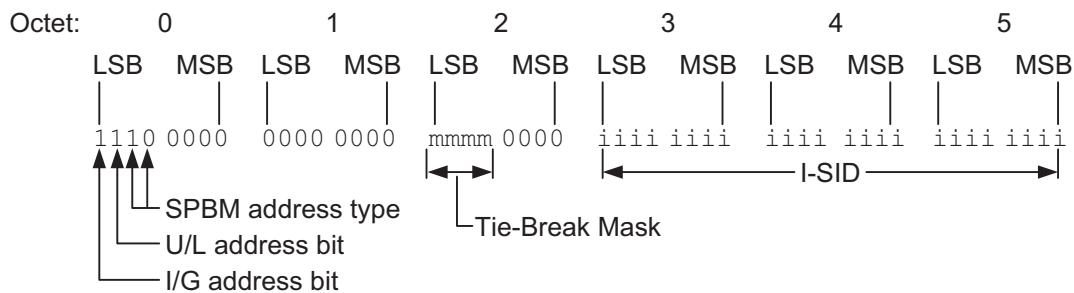 Octet: 0 1 2 3 4 5
LSB MSB LSB MSB LSB MSB LSB MSB LSB MSB LSB MSB
1110 0000 0000 0000 mmmm 0000 iiii iiii iiii iiii iiii iiii
I-SID
SPBM address type
Tie-Break Mask
U/L address bit
I/G address bit